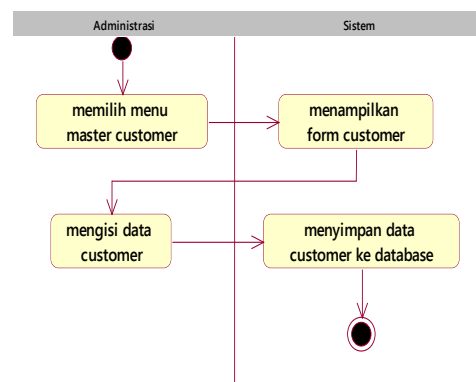 Administrasi
Sistem
memilih menu
master customer
menampilkan
form customer
mengisi data
customer
menyimpan data
customer ke database